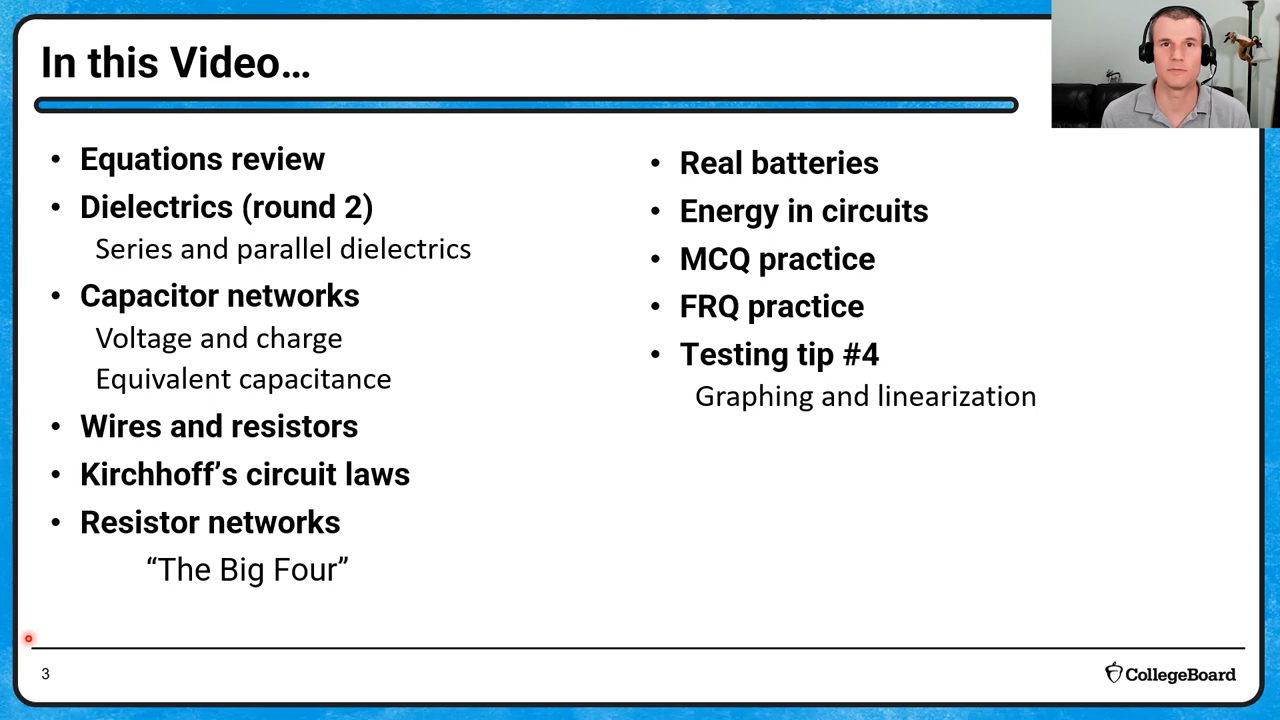 In this Video…
• Equations review
• Dielectrics (round 2)
Series and parallel dielectrics
• Capacitor networks
Voltage and charge
Equivalent capacitance
• Wires and resistors
• Kirchhoff’s circuit laws
• Resistor networks
“The Big Four”
• Real batteries
• Energy in circuits
• MCQ practice
• FRQ practice
• Testing tip #4
Graphing and linearization
3
CollegeBoard